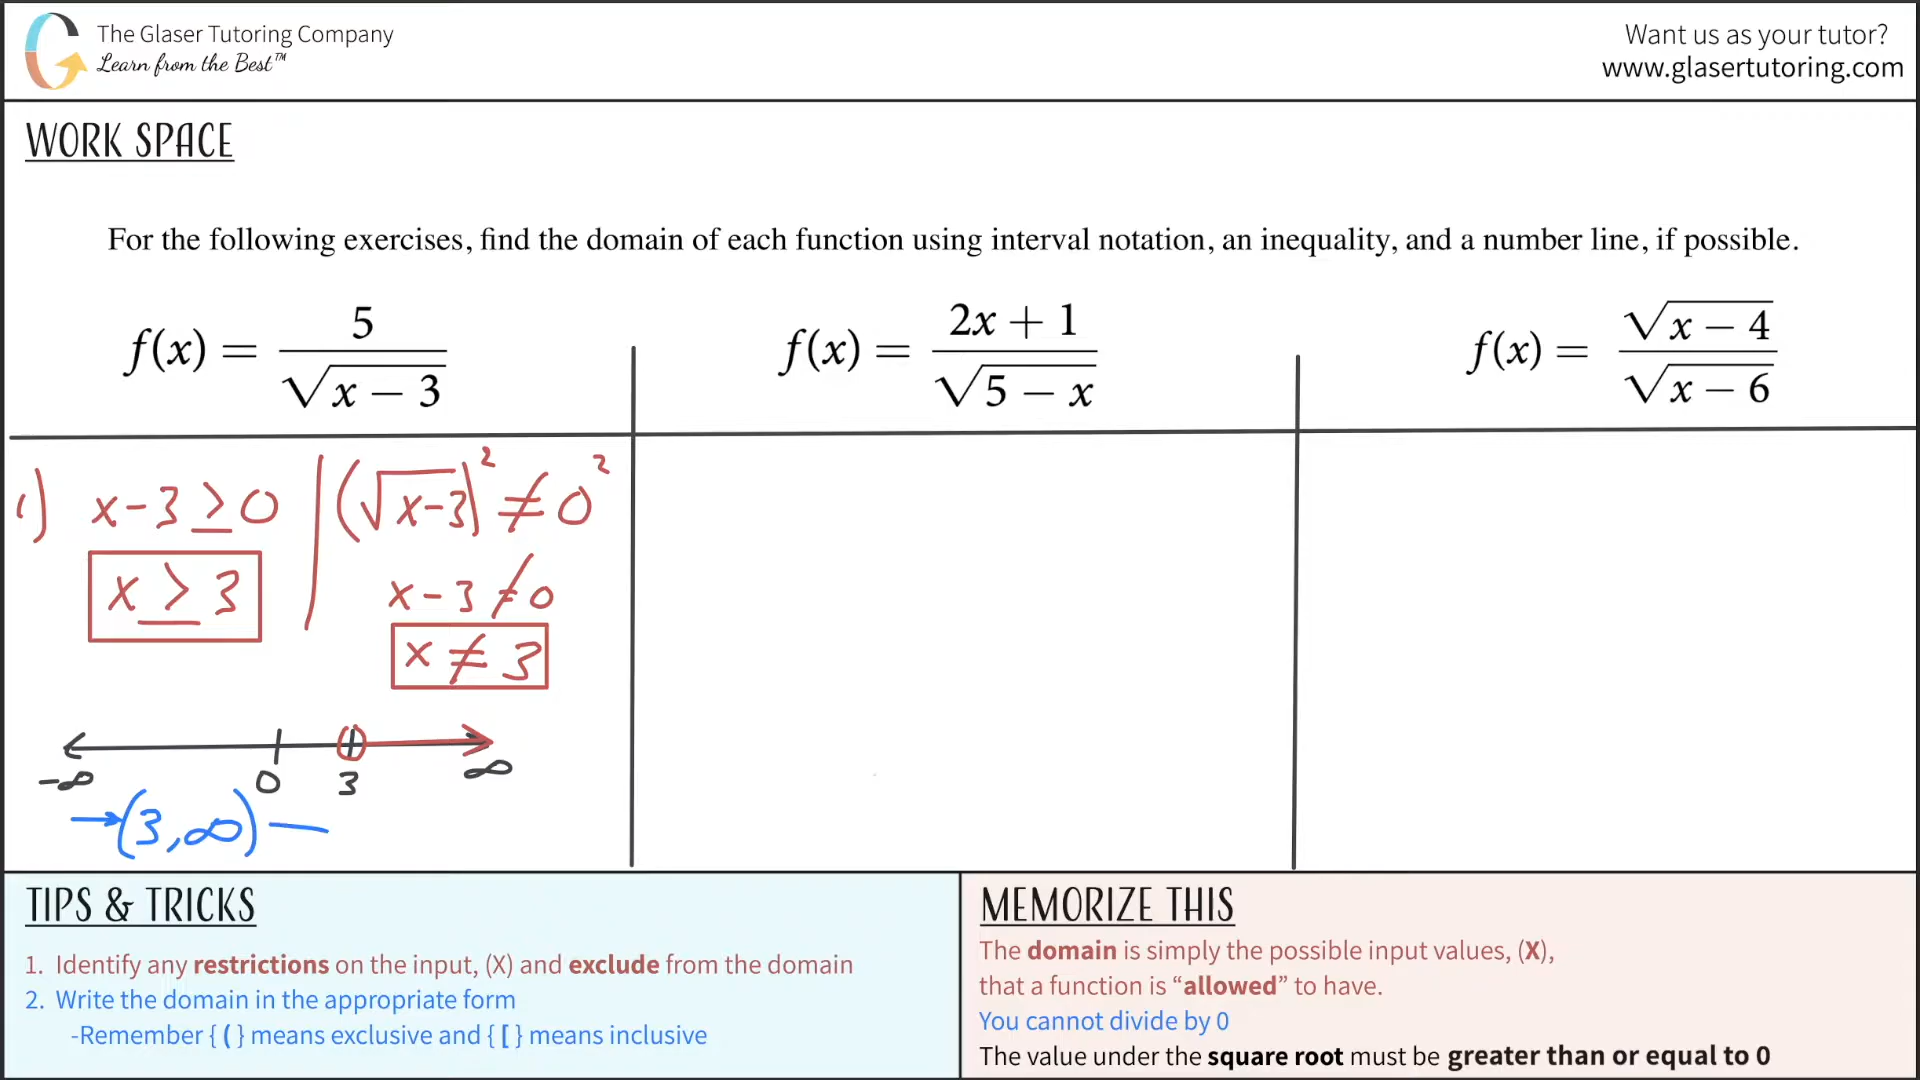 The Glaser Tutoring Company
Learn from the Best™
Want us as your tutor?
www.glasertutoring.com
WORK SPACE
For the following exercises, find the domain of each function using interval notation, an inequality, and a number line, if possible.
f(x) = 5 / √(x − 3)
f(x) = (2x + 1) / √(5 − x)
f(x) = √(x − 4) / √(x − 6)
1) x-3 ≥ 0
x ≥ 3
(√x-3)² ≠ 0²
x-3 ≠ 0
x ≠ 3
-∞ 0 3 ∞
→(3,∞)—
TIPS & TRICKS
1. Identify any restrictions on the input, (X) and exclude from the domain
2. Write the domain in the appropriate form
-Remember { ( } means exclusive and { [ } means inclusive
MEMORIZE THIS
The domain is simply the possible input values, (X),
that a function is “allowed” to have.
You cannot divide by 0
The value under the square root must be greater than or equal to 0